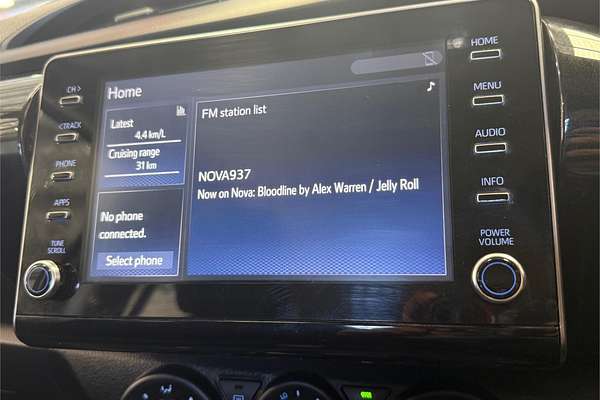 CH >
< TRACK
PHONE
APPS
TUNE
SCROLL
Home
Latest
4.4 km/L
Cruising range
31 km
No phone
connected.
Select phone
FM station list
NOVA937
Now on Nova: Bloodline by Alex Warren / Jelly Roll
HOME
MENU
AUDIO
INFO
POWER
VOLUME